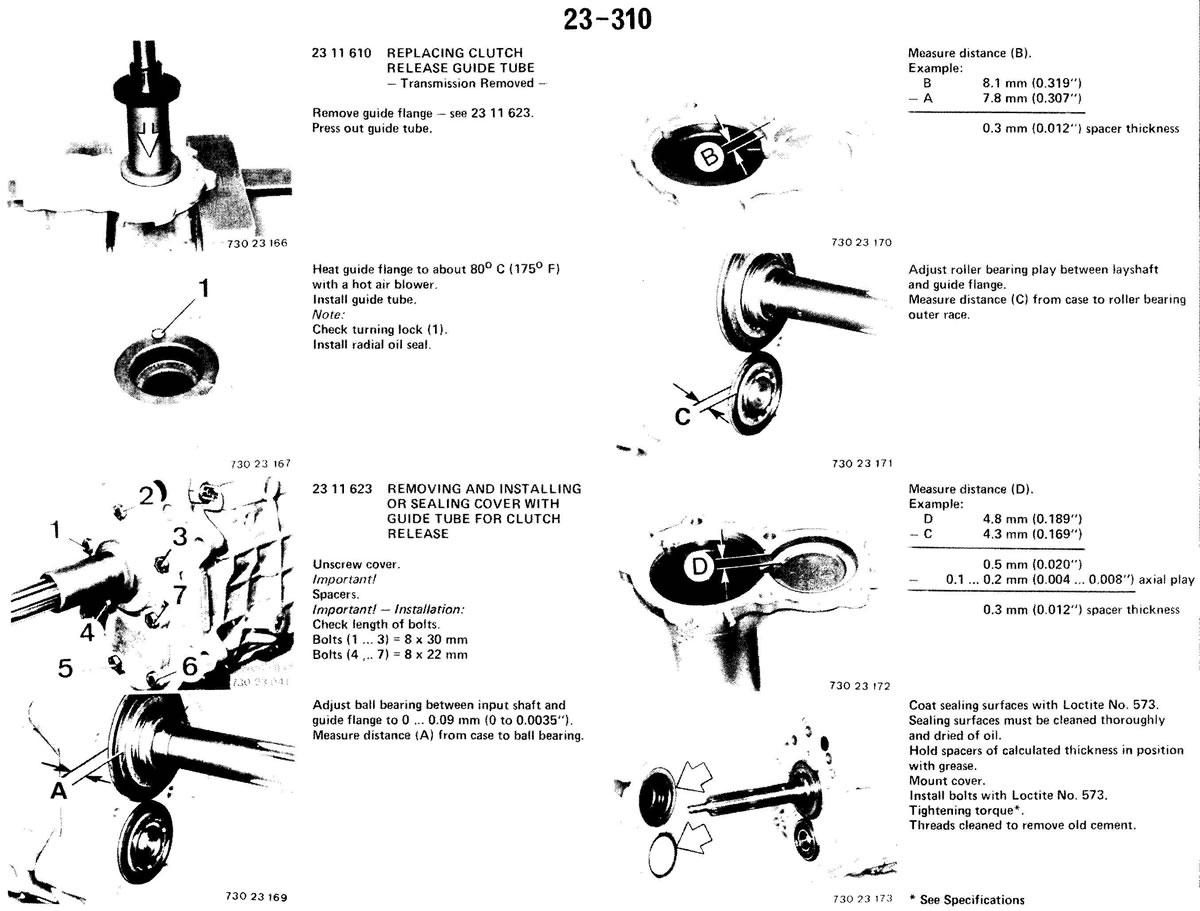 23-310
23 11 610 REPLACING CLUTCH
RELEASE GUIDE TUBE
– Transmission Removed –
Remove guide flange – see 23 11 623.
Press out guide tube.
730 23 166
1
Heat guide flange to about 80° C (175° F)
with a hot air blower.
Install guide tube.
Note:
Check turning lock (1).
Install radial oil seal.
730 23 167
1
2
3
4
5
6
7
23 11 623 REMOVING AND INSTALLING
OR SEALING COVER WITH
GUIDE TUBE FOR CLUTCH
RELEASE
Unscrew cover.
Important!
Spacers.
Important! – Installation:
Check length of bolts.
Bolts (1 ... 3) = 8 x 30 mm
Bolts (4 ,.. 7) = 8 x 22 mm
730 23 041
A
Adjust ball bearing between input shaft and
guide flange to 0 ... 0.09 mm (0 to 0.0035").
Measure distance (A) from case to ball bearing.
730 23 169
B
730 23 170
Measure distance (B).
Example:
B 8.1 mm (0.319")
– A 7.8 mm (0.307")
0.3 mm (0.012") spacer thickness
C
730 23 171
Adjust roller bearing play between layshaft
and guide flange.
Measure distance (C) from case to roller bearing
outer race.
D
730 23 172
Measure distance (D).
Example:
D 4.8 mm (0.189")
– C 4.3 mm (0.169")
0.5 mm (0.020")
– 0.1 ... 0.2 mm (0.004 ... 0.008") axial play
0.3 mm (0.012") spacer thickness
730 23 173
Coat sealing surfaces with Loctite No. 573.
Sealing surfaces must be cleaned thoroughly
and dried of oil.
Hold spacers of calculated thickness in position
with grease.
Mount cover.
Install bolts with Loctite No. 573.
Tightening torque*.
Threads cleaned to remove old cement.
* See Specifications